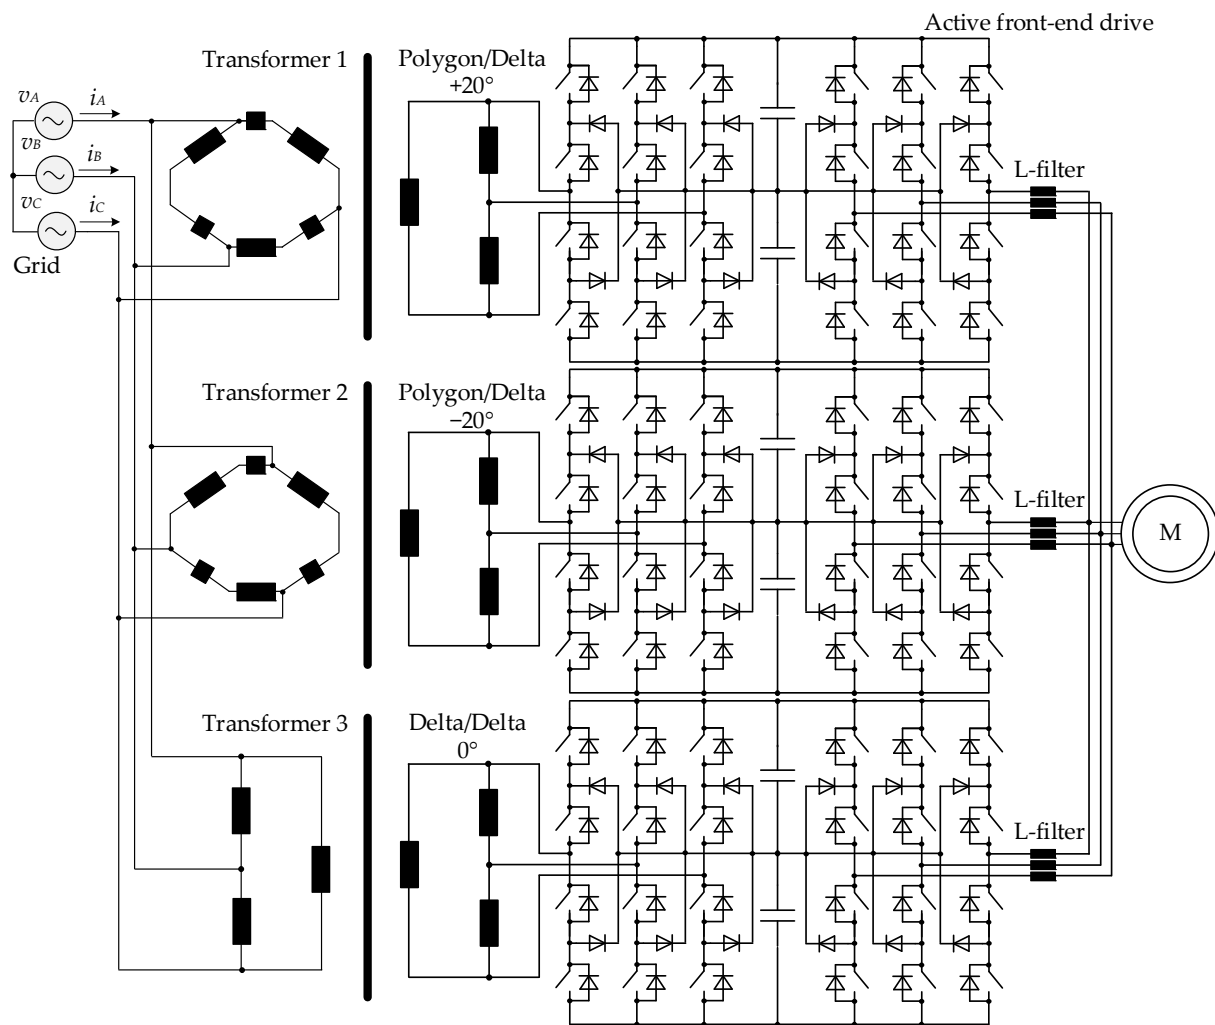 Active front-end drive
Transformer 1
Polygon/Delta
+20°
vA
iA
vB
iB
vC
iC
Grid
L-filter
Transformer 2
Polygon/Delta
−20°
L-filter
M
Transformer 3
Delta/Delta
0°
L-filter